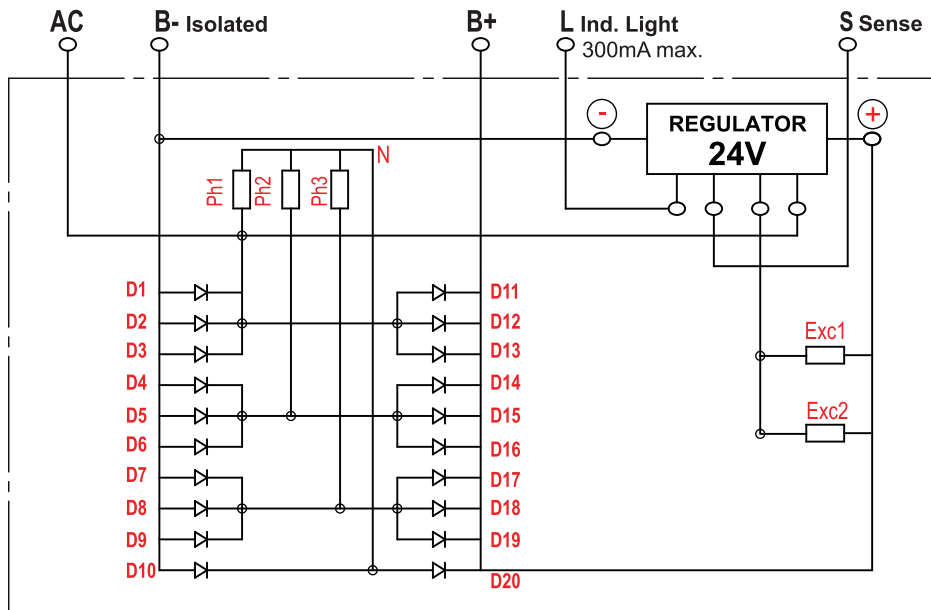 AC B- Isolated B+ L Ind. Light S Sense
300mA max.
- +
REGULATOR
24V
N
Ph1 Ph2 Ph3
D1 D11
D2 D12
D3 D13
Exc1
D4 D14
D5 D15
Exc2
D6 D16
D7 D17
D8 D18
D9 D19
D10 D20